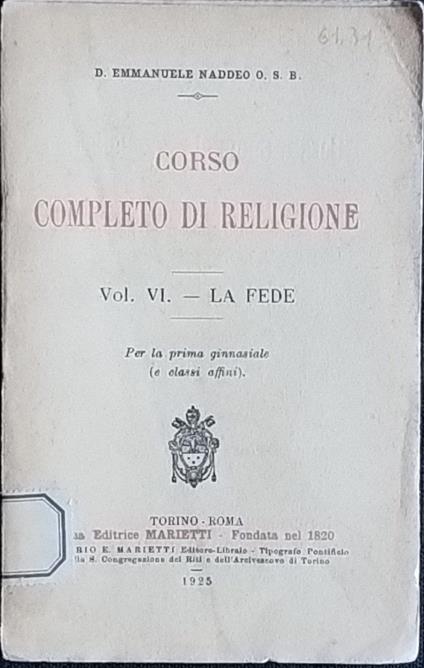 61.31
D. EMMANUELE NADDEO O. S. B.
CORSO
COMPLETO DI RELIGIONE
Vol. VI. — LA FEDE
Per la prima ginnasiale
(e classi affini).
TORINO - ROMA
Editrice MARIETTI - Fondata nel 1820
E. MARIETTI Editore-Libraio - Tipografo Pontificio
S. Congregazione dei Riti e dell'Arcivescovo di Torino
1925